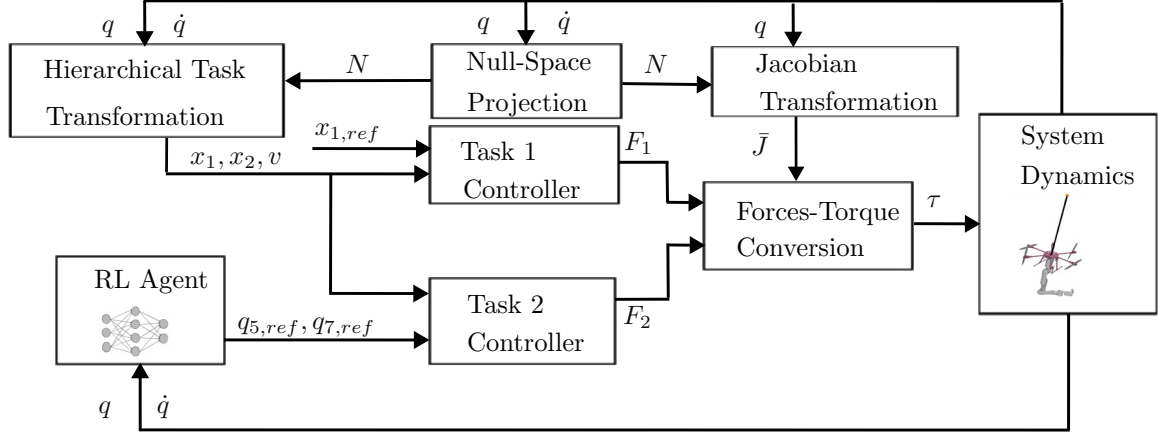 q q̇
q q̇
q
Hierarchical Task
Transformation
N
Null-Space
Projection
N
Jacobian
Transformation
x_{1,ref}
x_1, x_2, v
Task 1
Controller
F_1
J̄
System
Dynamics
Forces-Torque
Conversion
τ
RL Agent
q_{5,ref}, q_{7,ref}
Task 2
Controller
F_2
q q̇